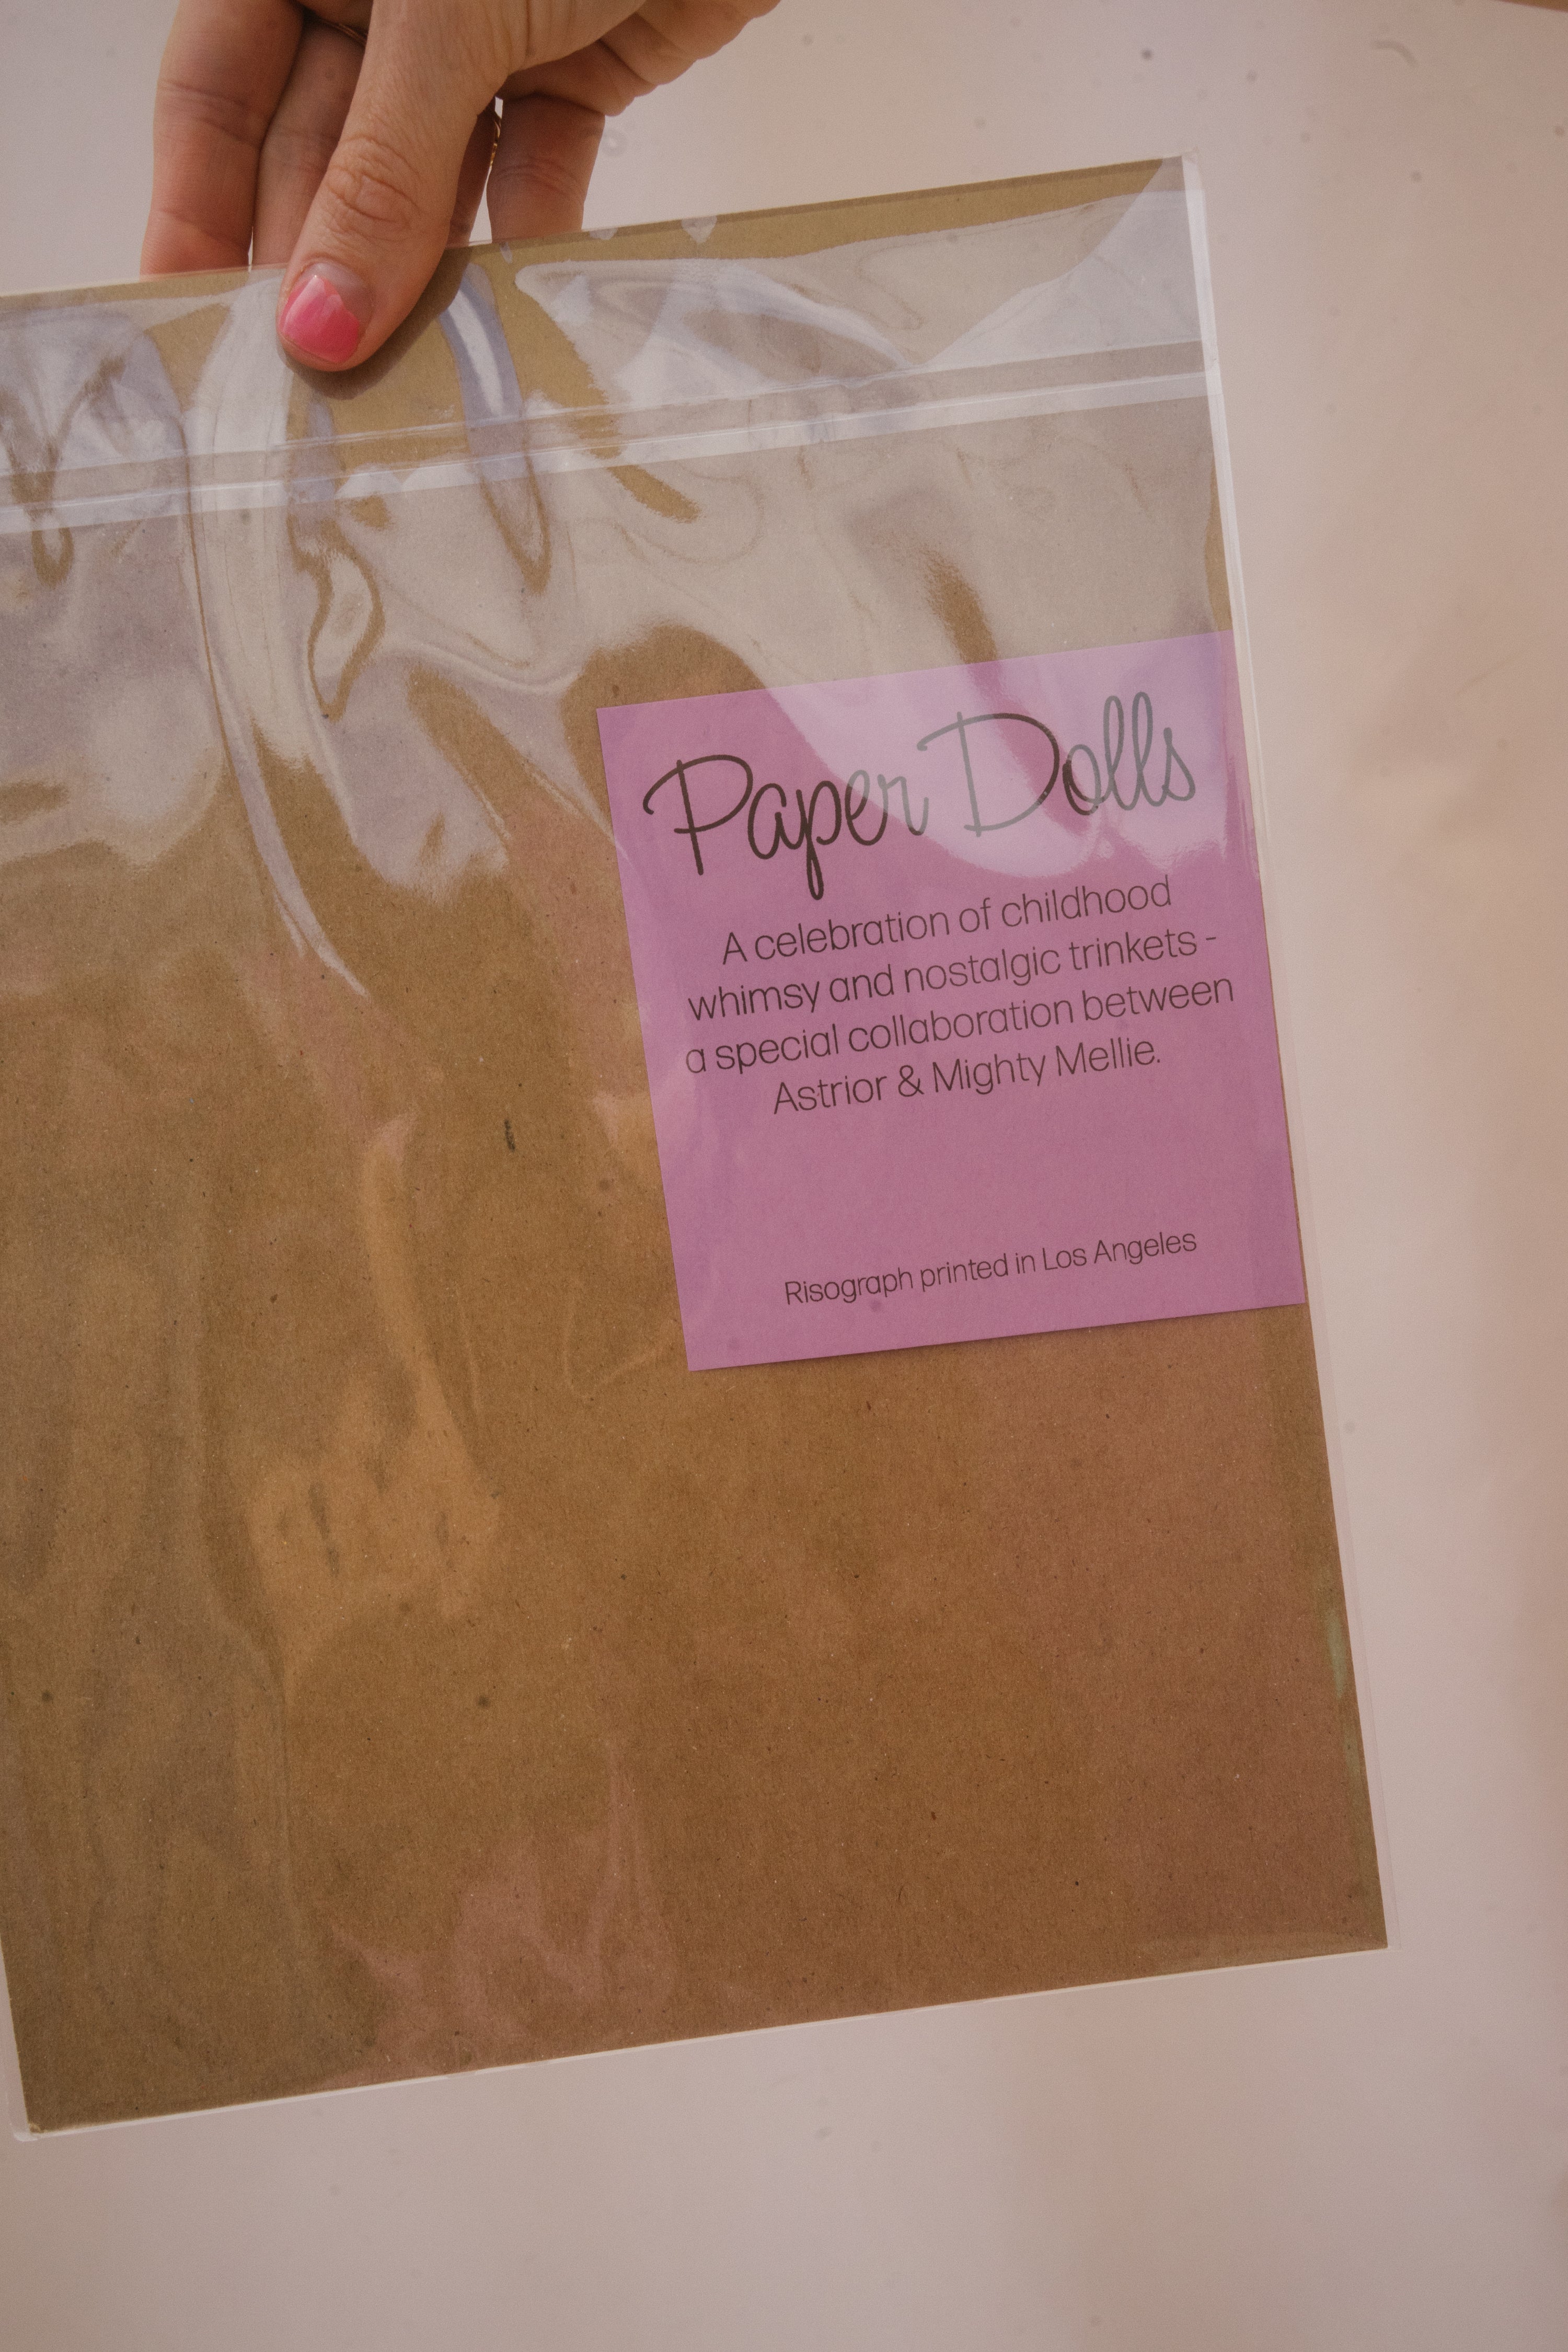 Paper Dolls
A celebration of childhood
whimsy and nostalgic trinkets -
a special collaboration between
Astrior & Mighty Mellie.
Risograph printed in Los Angeles